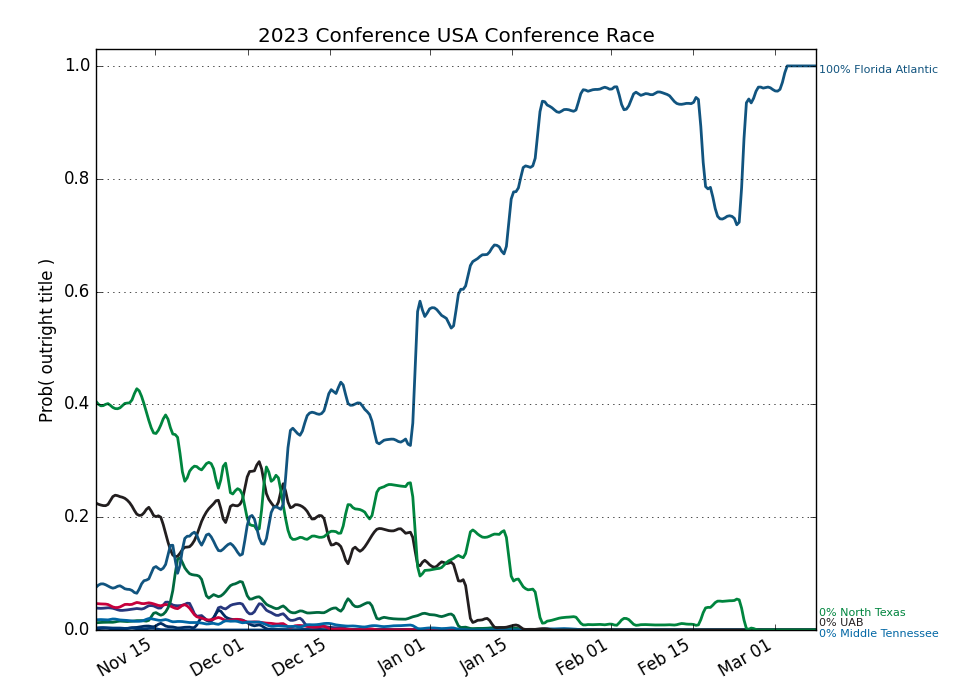 2023 Conference USA Conference Race
Prob( outright title )
1.0
0.8
0.6
0.4
0.2
0.0
100% Florida Atlantic
0% North Texas
0% UAB
0% Middle Tennessee
Nov 15
Dec 01
Dec 15
Jan 01
Jan 15
Feb 01
Feb 15
Mar 01